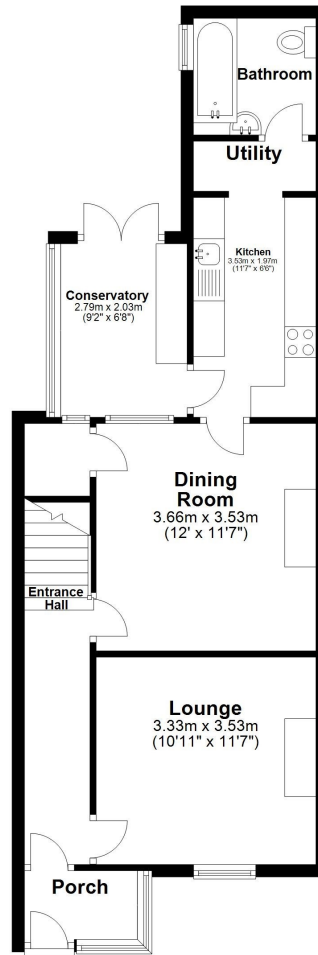 Bathroom
Utility
Kitchen
3.53m x 1.97m
(11'7" x 6'6")
Conservatory
2.79m x 2.03m
(9'2" x 6'8")
Dining
Room
3.66m x 3.53m
(12' x 11'7")
Entrance
Hall
Lounge
3.33m x 3.53m
(10'11" x 11'7")
Porch